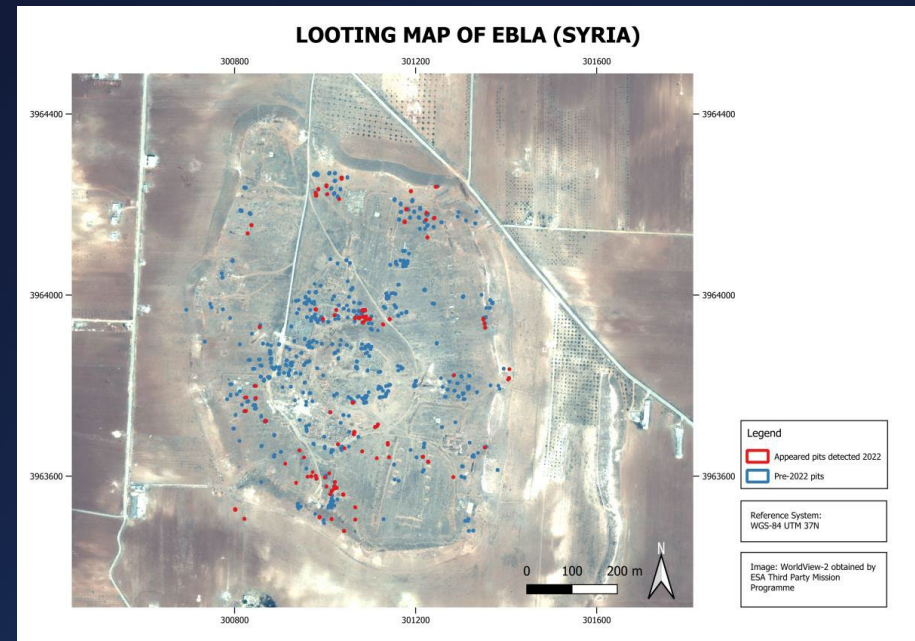 LOOTING MAP OF EBLA (SYRIA)
300800 301200 301600
3964400 3964400
3964000 3964000
3963600 3963600
Legend
Appeared pits detected 2022
Pre-2022 pits
Reference System:
WGS-84 UTM 37N
Image: WorldView-2 obtained by
ESA Third Party Mission
Programme
N
0 100 200 m
300800 301200 301600